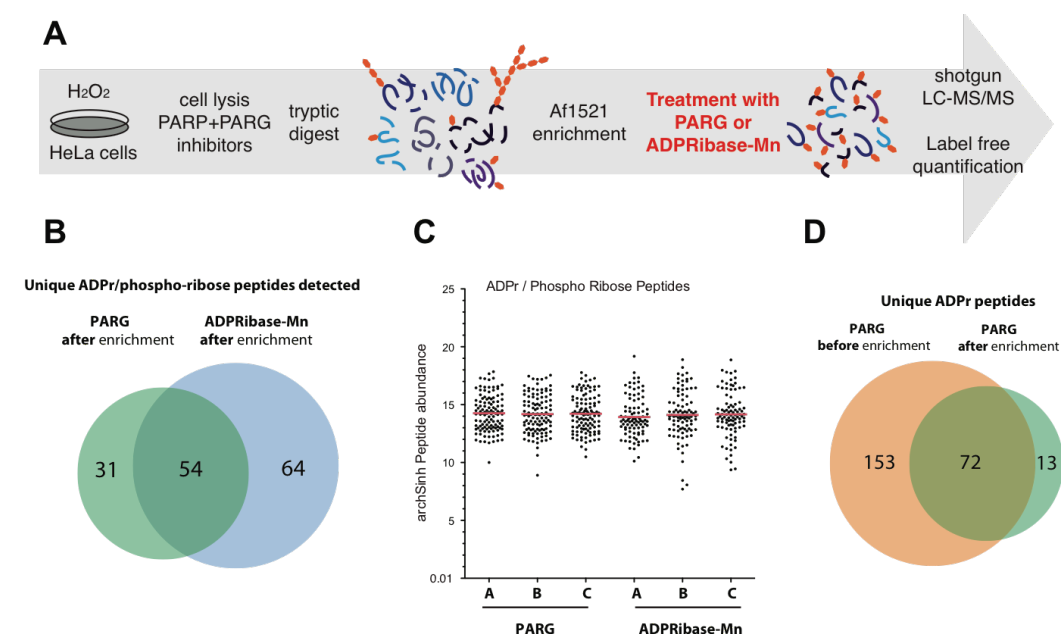 A
H2O2
HeLa cells
cell lysis
PARP+PARG
inhibitors
tryptic
digest
Af1521
enrichment
Treatment with
PARG or
ADPRibase-Mn
shotgun
LC-MS/MS
Label free
quantification
B
Unique ADPr/phospho-ribose peptides detected
PARG
after enrichment
ADPRibase-Mn
after enrichment
31
54
64
C
ADPr / Phospho Ribose Peptides
archSinh Peptide abundance
25
20
15
10
5
0.01
A B C A B C
PARG ADPRibase-Mn
D
Unique ADPr peptides
PARG
before enrichment
PARG
after enrichment
153
72
13